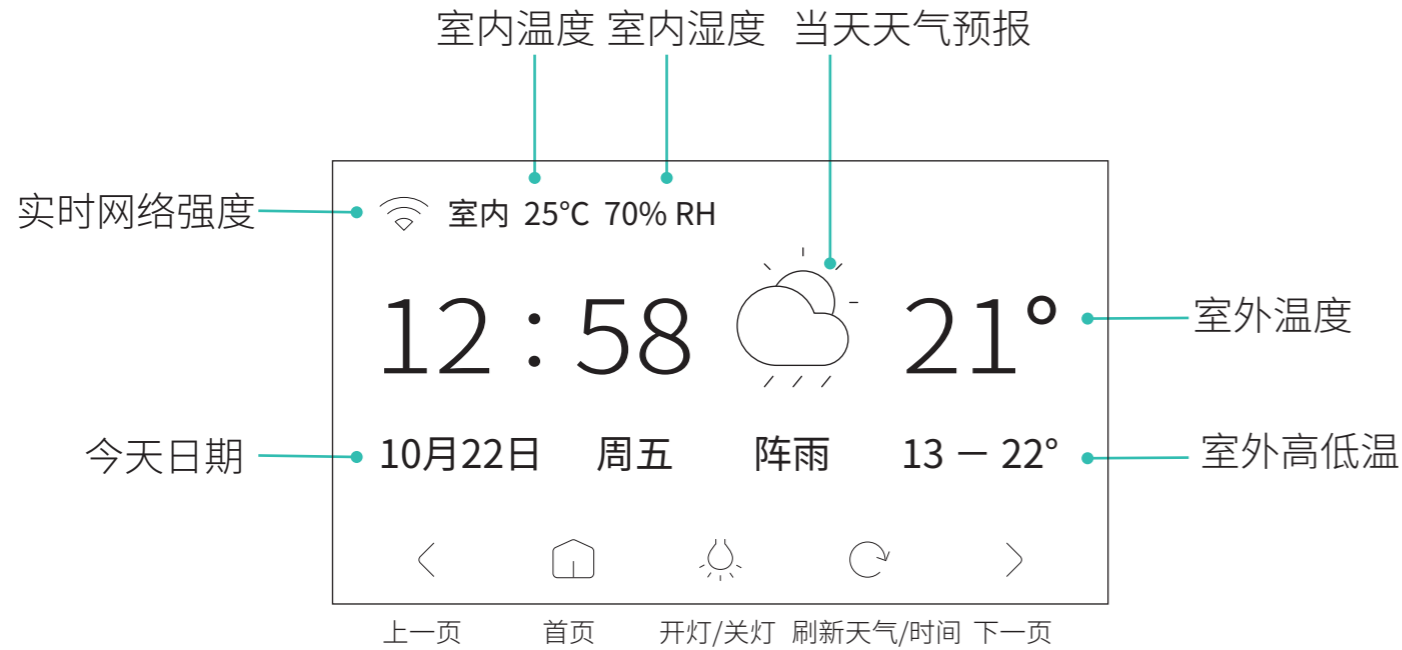 室内温度 室内湿度 当天天气预报
实时网络强度
室内 25℃ 70% RH
12 : 58 21°
室外温度
今天日期
10月22日 周五 阵雨 13 － 22°
室外高低温
上一页 首页 开灯/关灯 刷新天气/时间 下一页